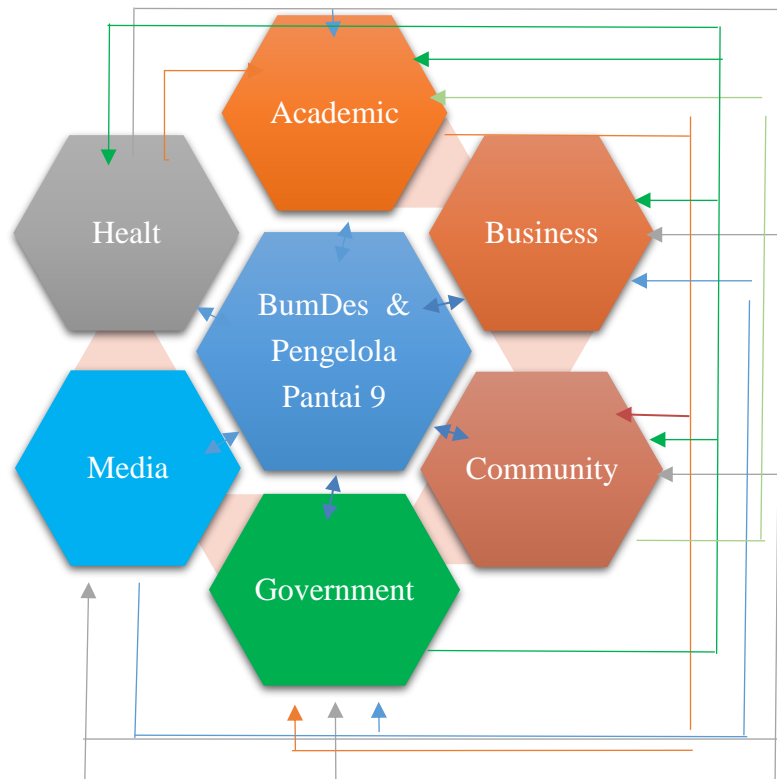 Academic
Healt
Business
BumDes & 
Pengelola
Pantai 9
Media
Community
Government